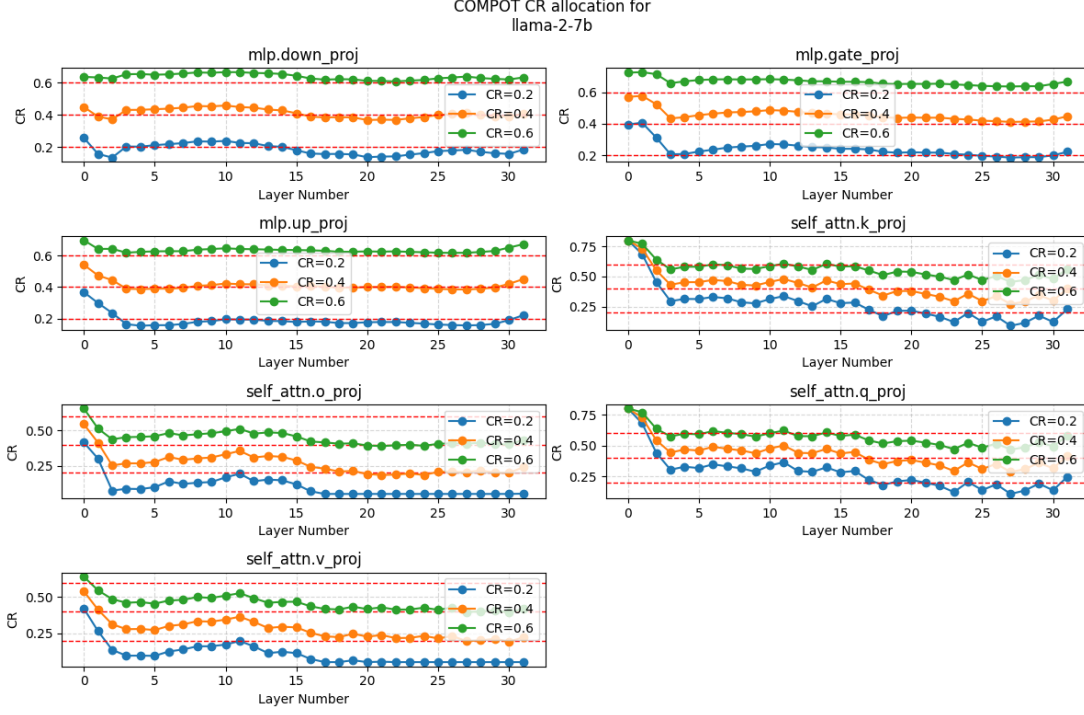 COMPOT CR allocation for
llama-2-7b
mlp.down_proj
CR
0.6
0.4
0.2
CR=0.2
CR=0.4
CR=0.6
0 5 10 15 20 25 30
Layer Number
mlp.gate_proj
CR
0.6
0.4
0.2
CR=0.2
CR=0.4
CR=0.6
0 5 10 15 20 25 30
Layer Number
mlp.up_proj
CR
0.6
0.4
0.2
CR=0.2
CR=0.4
CR=0.6
0 5 10 15 20 25 30
Layer Number
self_attn.k_proj
CR
0.75
0.50
0.25
CR=0.2
CR=0.4
CR=0.6
0 5 10 15 20 25 30
Layer Number
self_attn.o_proj
CR
0.50
0.25
CR=0.2
CR=0.4
CR=0.6
0 5 10 15 20 25 30
Layer Number
self_attn.q_proj
CR
0.75
0.50
0.25
CR=0.2
CR=0.4
CR=0.6
0 5 10 15 20 25 30
Layer Number
self_attn.v_proj
CR
0.50
0.25
CR=0.2
CR=0.4
CR=0.6
0 5 10 15 20 25 30
Layer Number